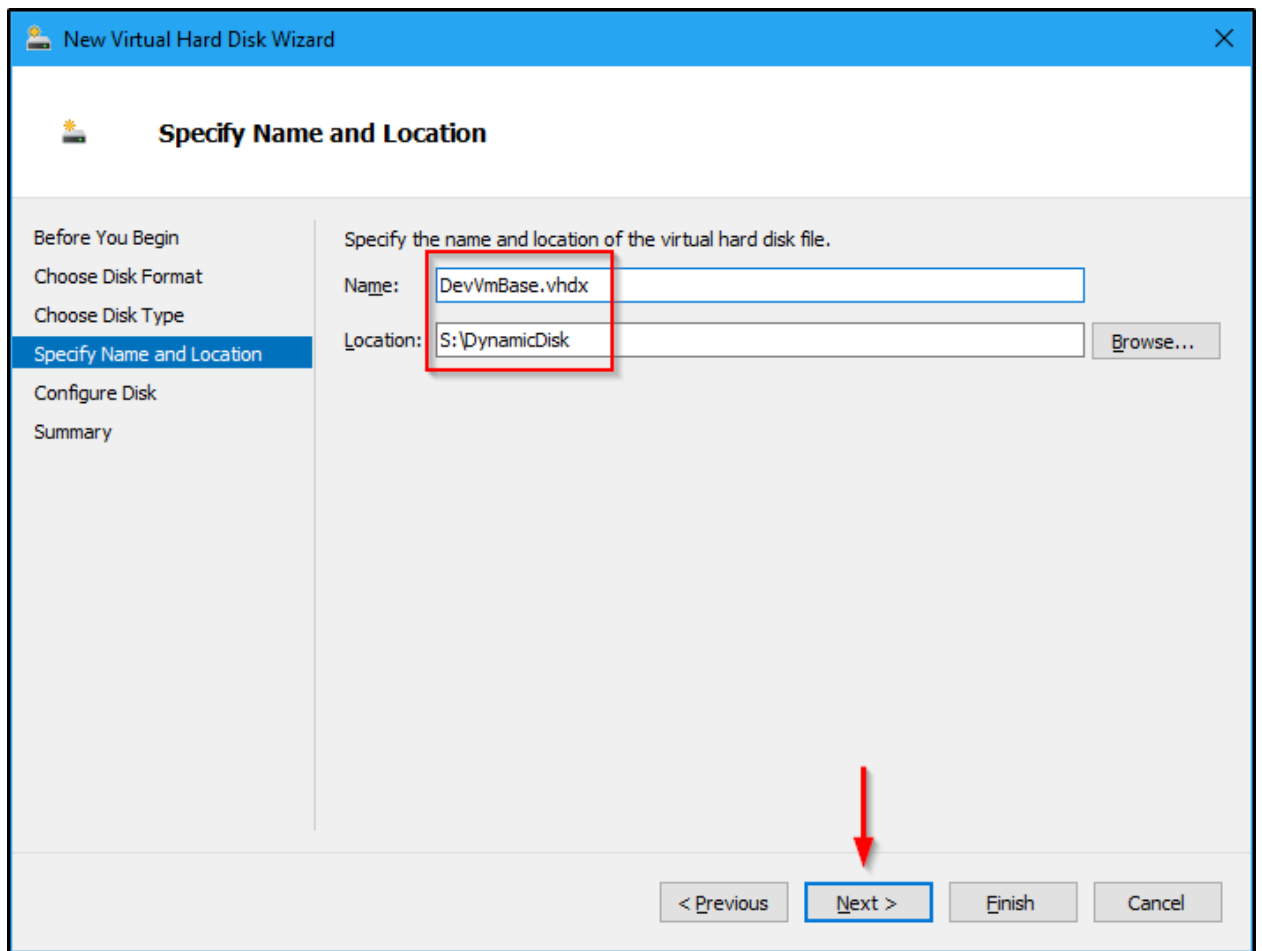 New Virtual Hard Disk Wizard
Specify Name and Location
Before You Begin
Choose Disk Format
Choose Disk Type
Specify Name and Location
Configure Disk
Summary
Specify the name and location of the virtual hard disk file.
Name: DevVmBase.vhdx
Location: S:\DynamicDisk Browse...
< Previous Next > Finish Cancel